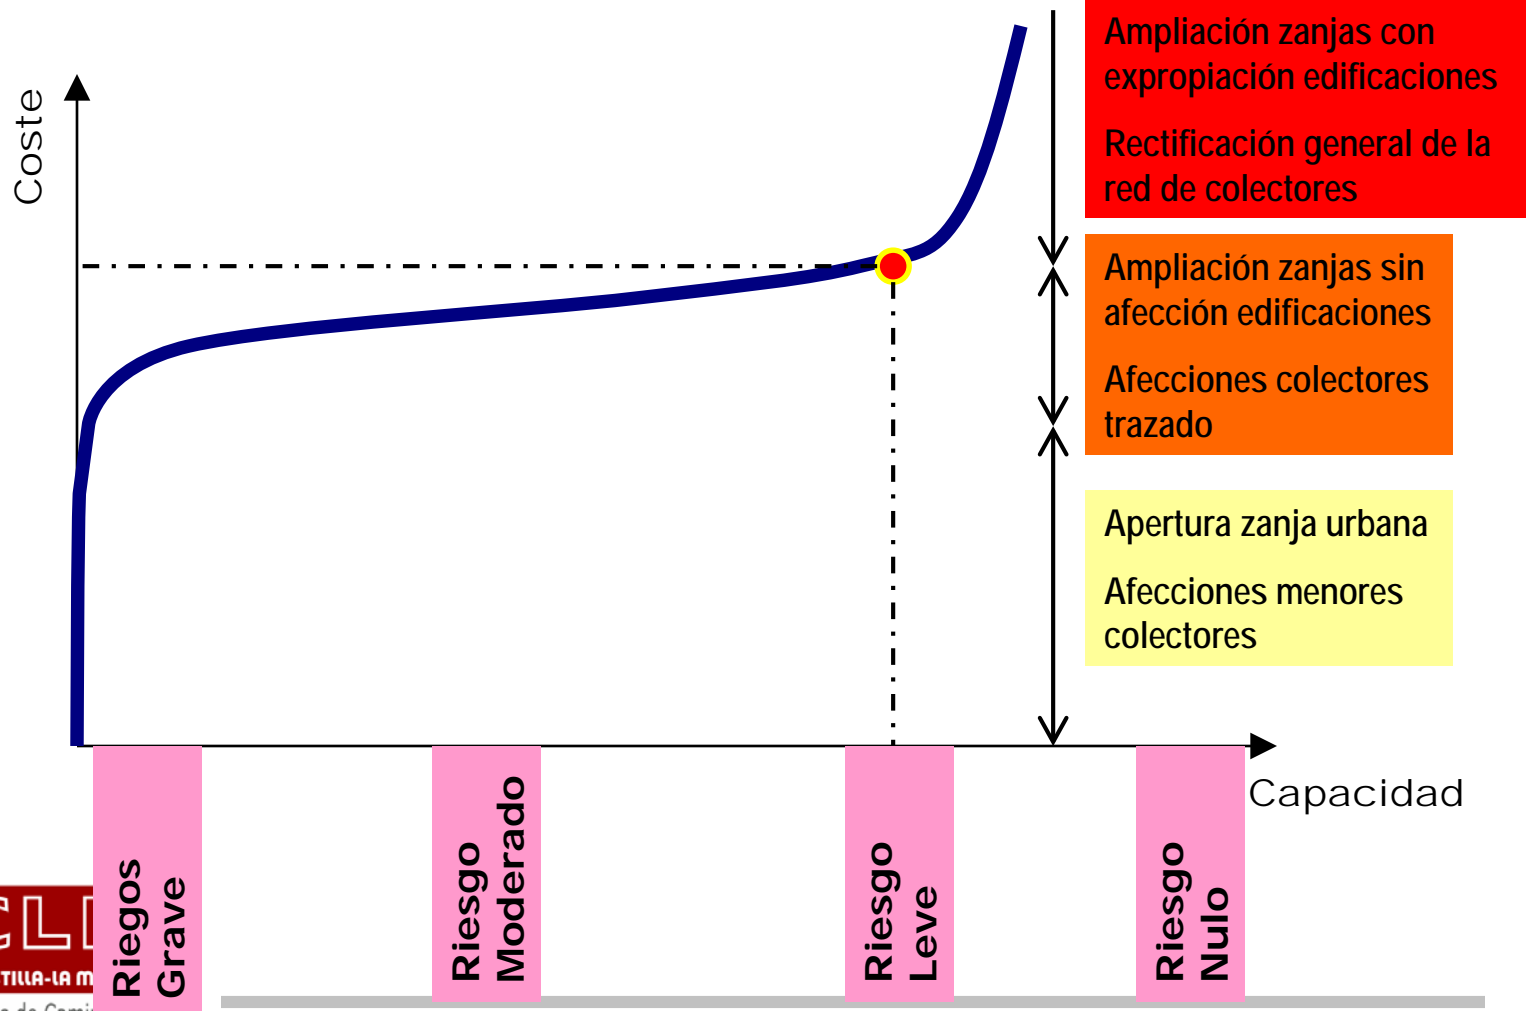 Coste
Ampliación zanjas con
expropiación edificaciones
Rectificación general de la
red de colectores
Ampliación zanjas sin
afección edificaciones
Afecciones colectores
trazado
Apertura zanja urbana
Afecciones menores
colectores
Capacidad
Riegos
Grave
Riesgo
Moderado
Riesgo
Leve
Riesgo
Nulo